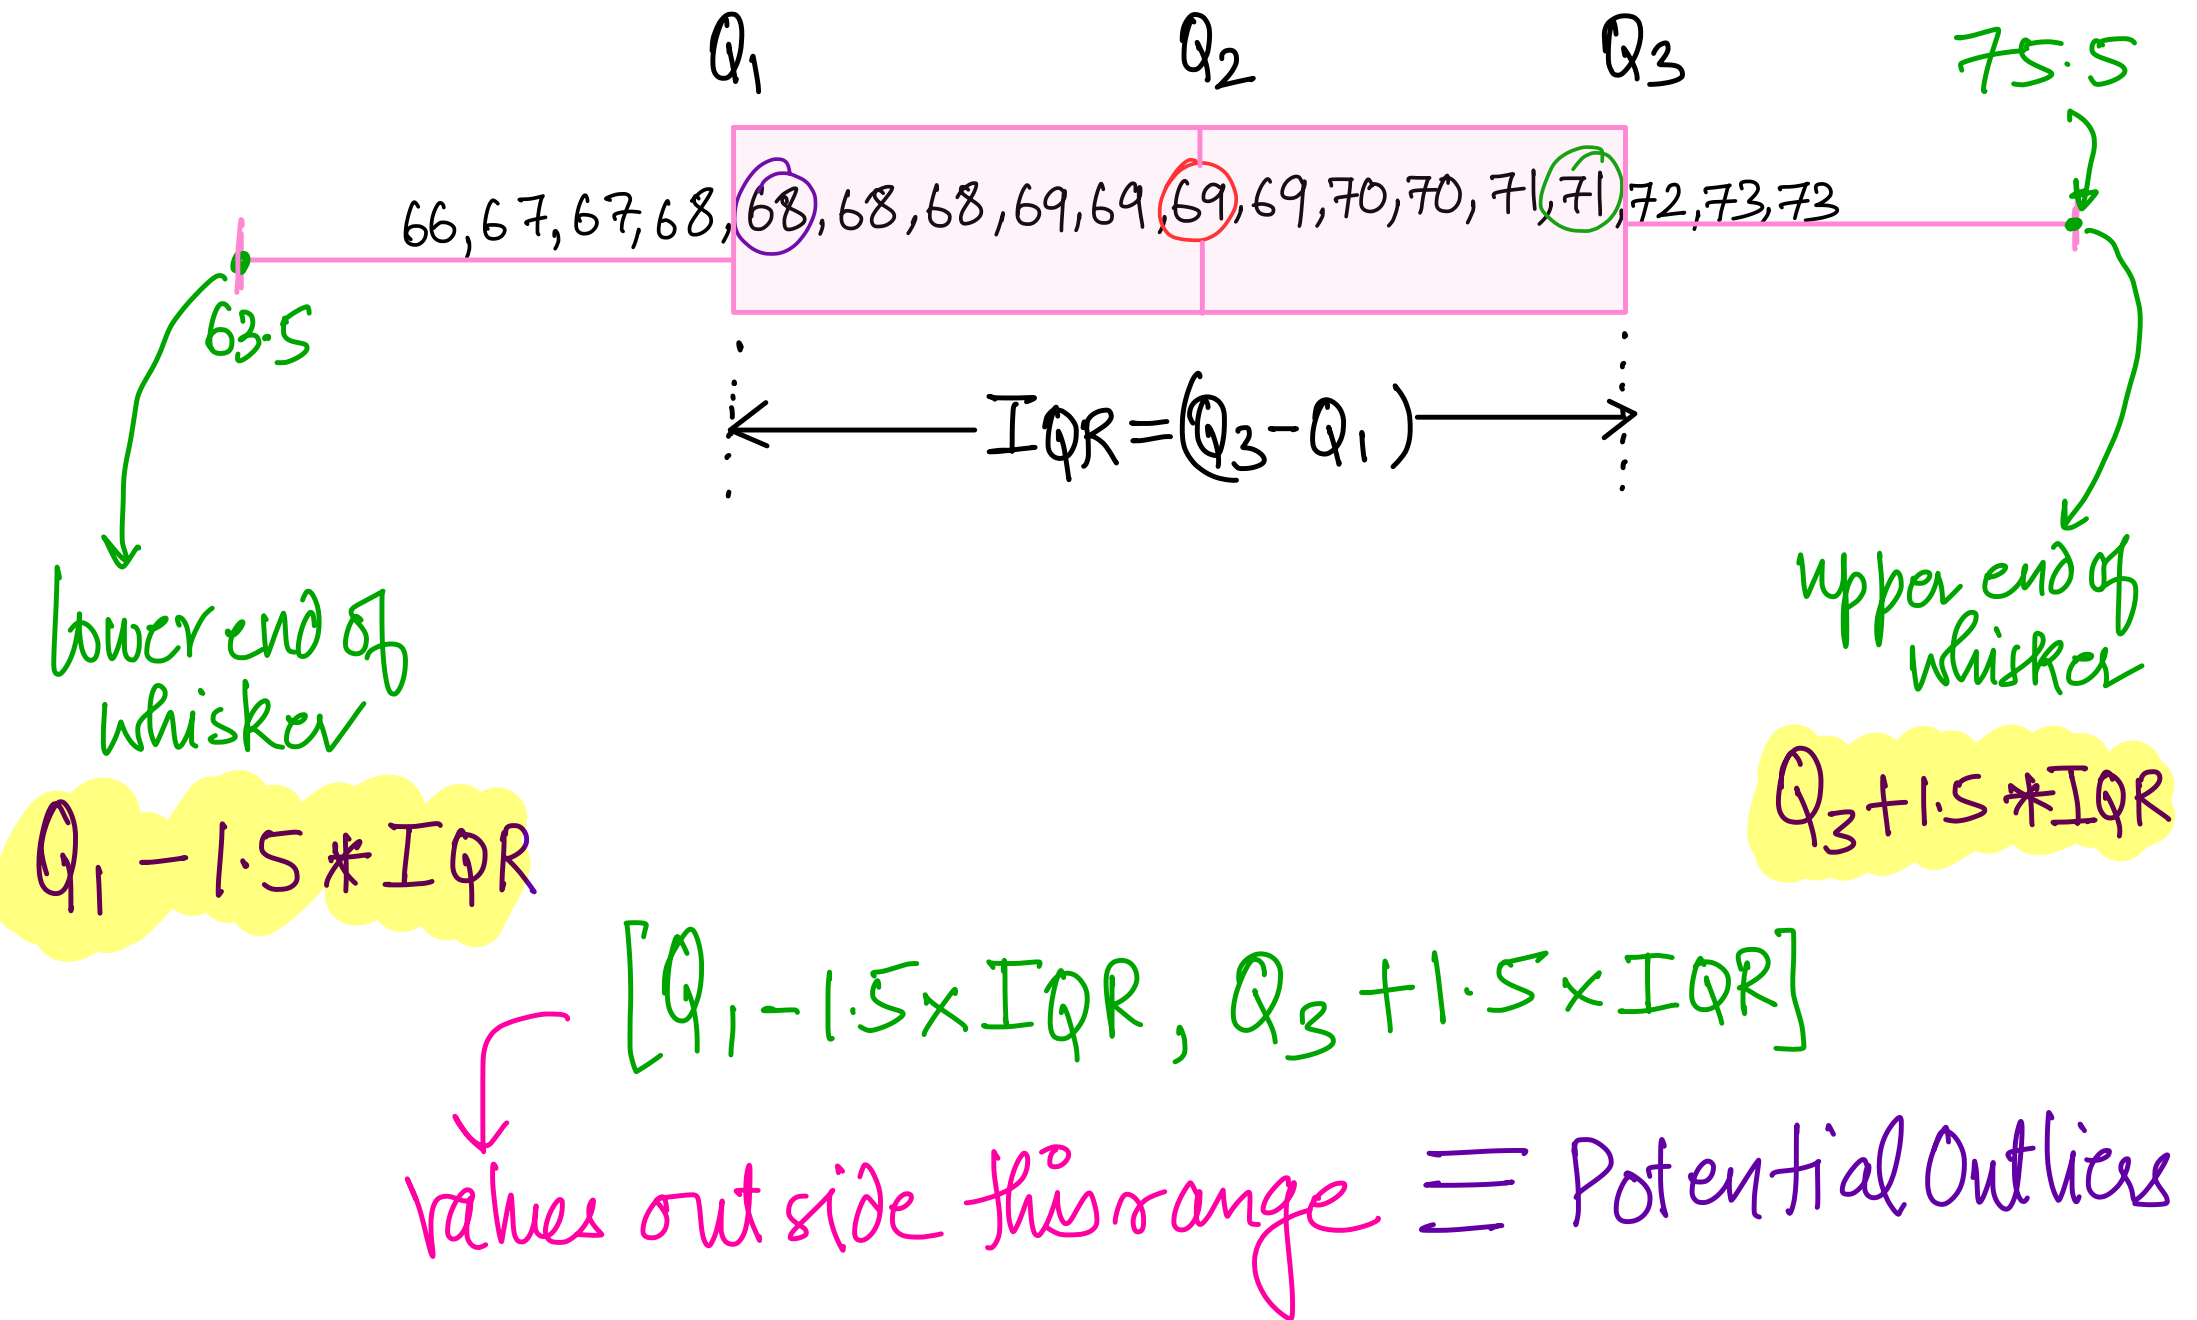 Q1 Q2 Q3 75.5
66, 67, 67, 68, 68, 68, 68, 69, 69, 69, 69, 70, 70, 71, 71, 72, 73, 73
63.5
IQR = (Q3 - Q1)
lower end of
whisker
Q1 - 1.5 * IQR
upper end of
whisker
Q3 + 1.5 * IQR
[Q1 - 1.5 x IQR, Q3 + 1.5 x IQR]
values outside this range ≡ Potential Outliers